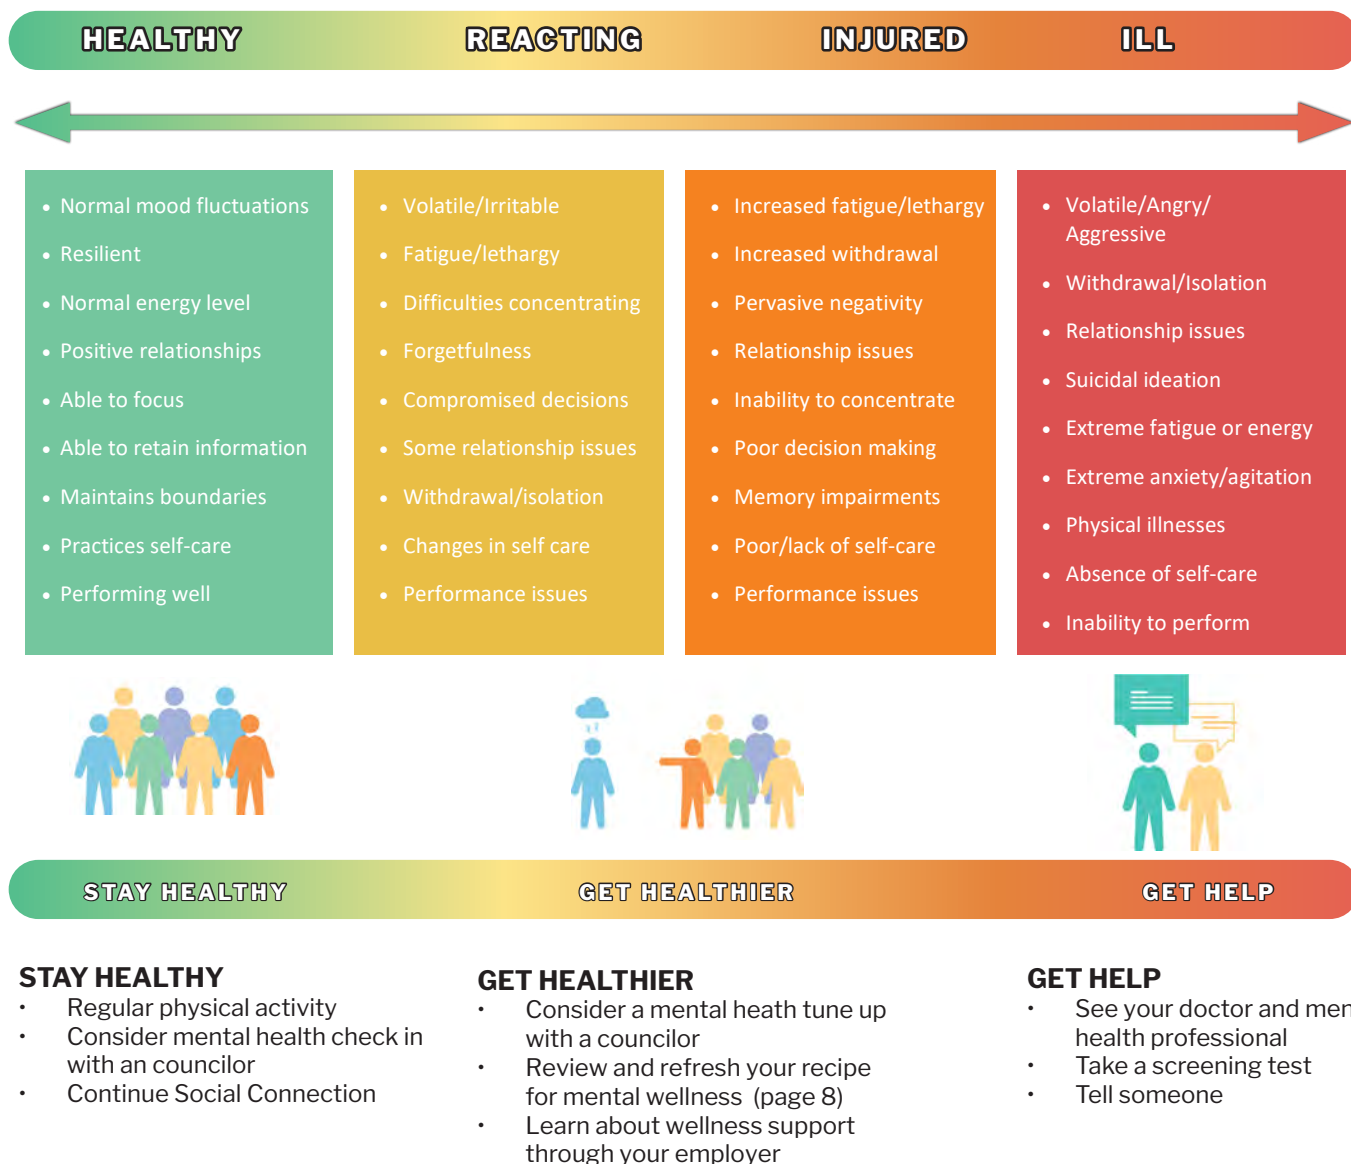 HEALTHY
REACTING
INJURED
ILL
• Normal mood fluctuations
• Resilient
• Normal energy level
• Positive relationships
• Able to focus
• Able to retain information
• Maintains boundaries
• Practices self-care
• Performing well
• Volatile/Irritable
• Fatigue/lethargy
• Difficulties concentrating
• Forgetfulness
• Compromised decisions
• Some relationship issues
• Withdrawal/isolation
• Changes in self care
• Performance issues
• Increased fatigue/lethargy
• Increased withdrawal
• Pervasive negativity
• Relationship issues
• Inability to concentrate
• Poor decision making
• Memory impairments
• Poor/lack of self-care
• Performance issues
• Volatile/Angry/
Aggressive
• Withdrawal/Isolation
• Relationship issues
• Suicidal ideation
• Extreme fatigue or energy
• Extreme anxiety/agitation
• Physical illnesses
• Absence of self-care
• Inability to perform
STAY HEALTHY
GET HEALTHIER
GET HELP
STAY HEALTHY
• Regular physical activity
• Consider mental health check in
with an councilor
• Continue Social Connection
GET HEALTHIER
• Consider a mental heath tune up
with a councilor
• Review and refresh your recipe
for mental wellness (page 8)
• Learn about wellness support
through your employer
GET HELP
• See your doctor and men
health professional
• Take a screening test
• Tell someone